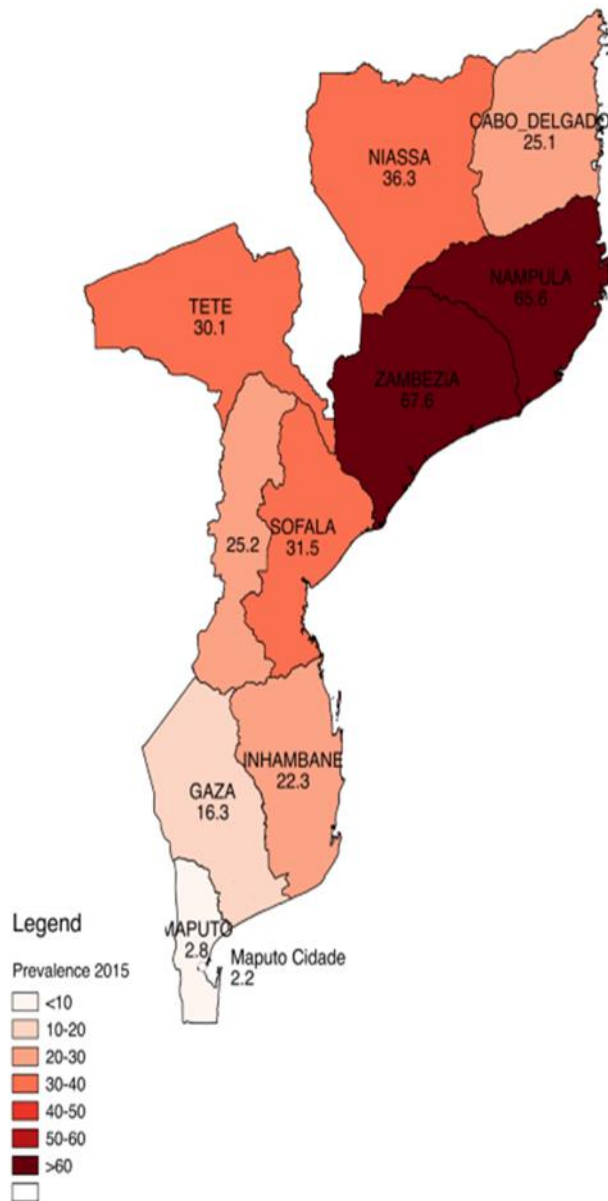 CABO_DELGADO
25.1
NIASSA
36.3
NAMPULA
65.6
TETE
30.1
ZAMBEZIA
67.6
SOFALA
31.5
25.2
INHAMBANE
22.3
GAZA
16.3
MAPUTO
2.8
Maputo Cidade
2.2
Legend
Prevalence 2015
<10
10-20
20-30
30-40
40-50
50-60
>60